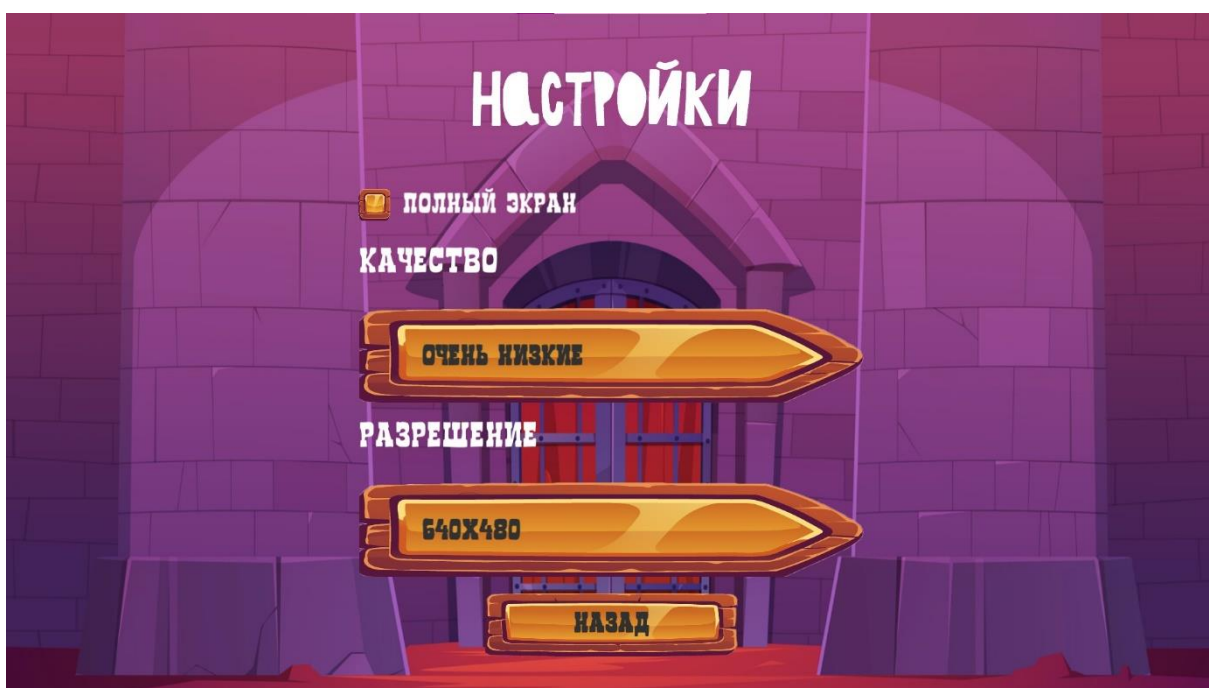 Настройки
ПОЛНЫЙ ЭКРАН
КАЧЕСТВО
ОЧЕНЬ НИЗКИЕ
РАЗРЕШЕНИЕ
640X480
НАЗАД